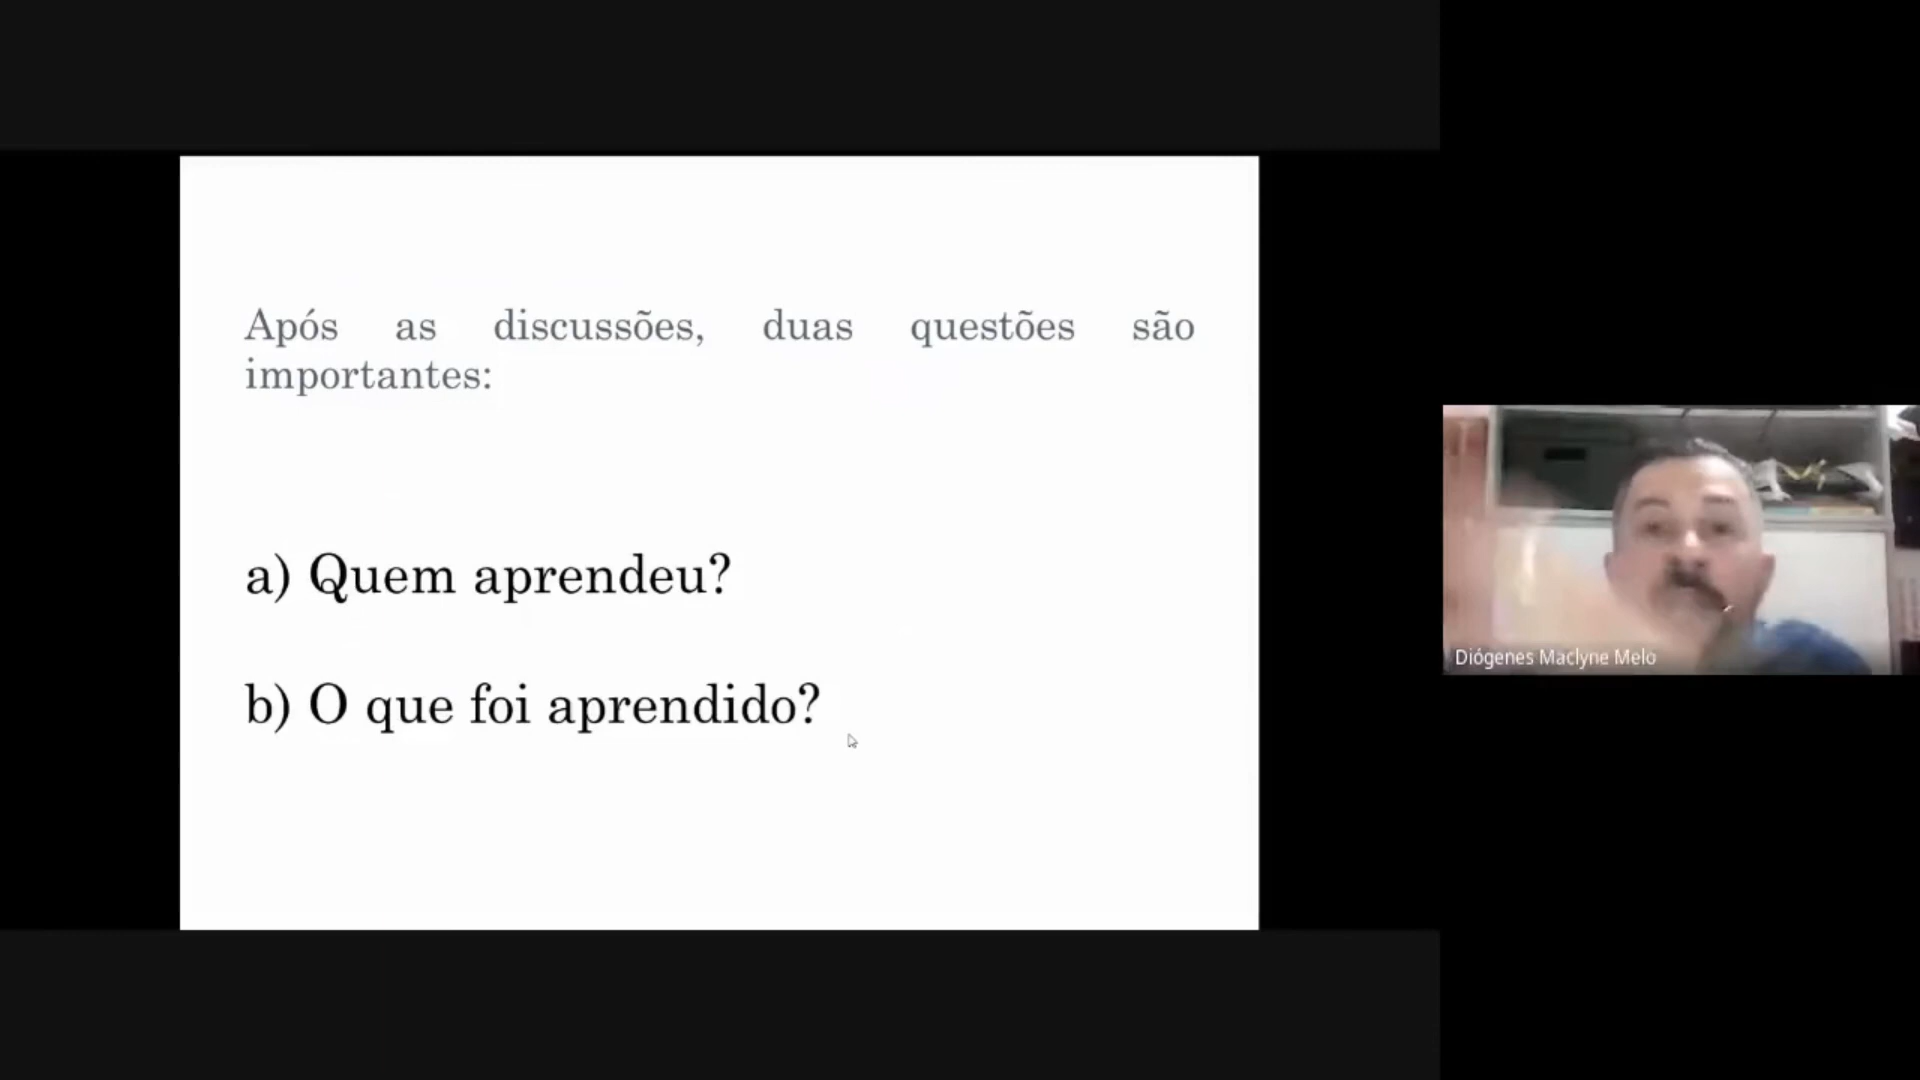 Após as discussões, duas questões são
importantes:
a) Quem aprendeu?
b) O que foi aprendido?
Diógenes Maclyne Melo